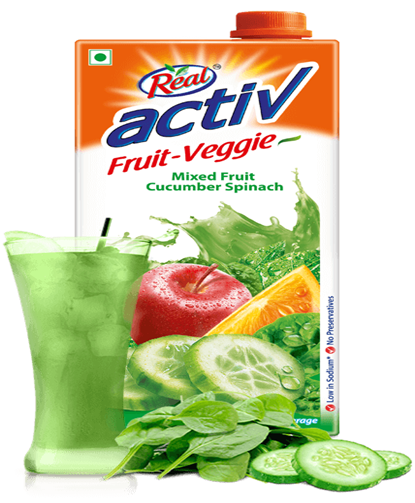 Real
activ
Fruit-Veggie
Mixed Fruit
Cucumber Spinach
Low in Sodium* No Preservatives